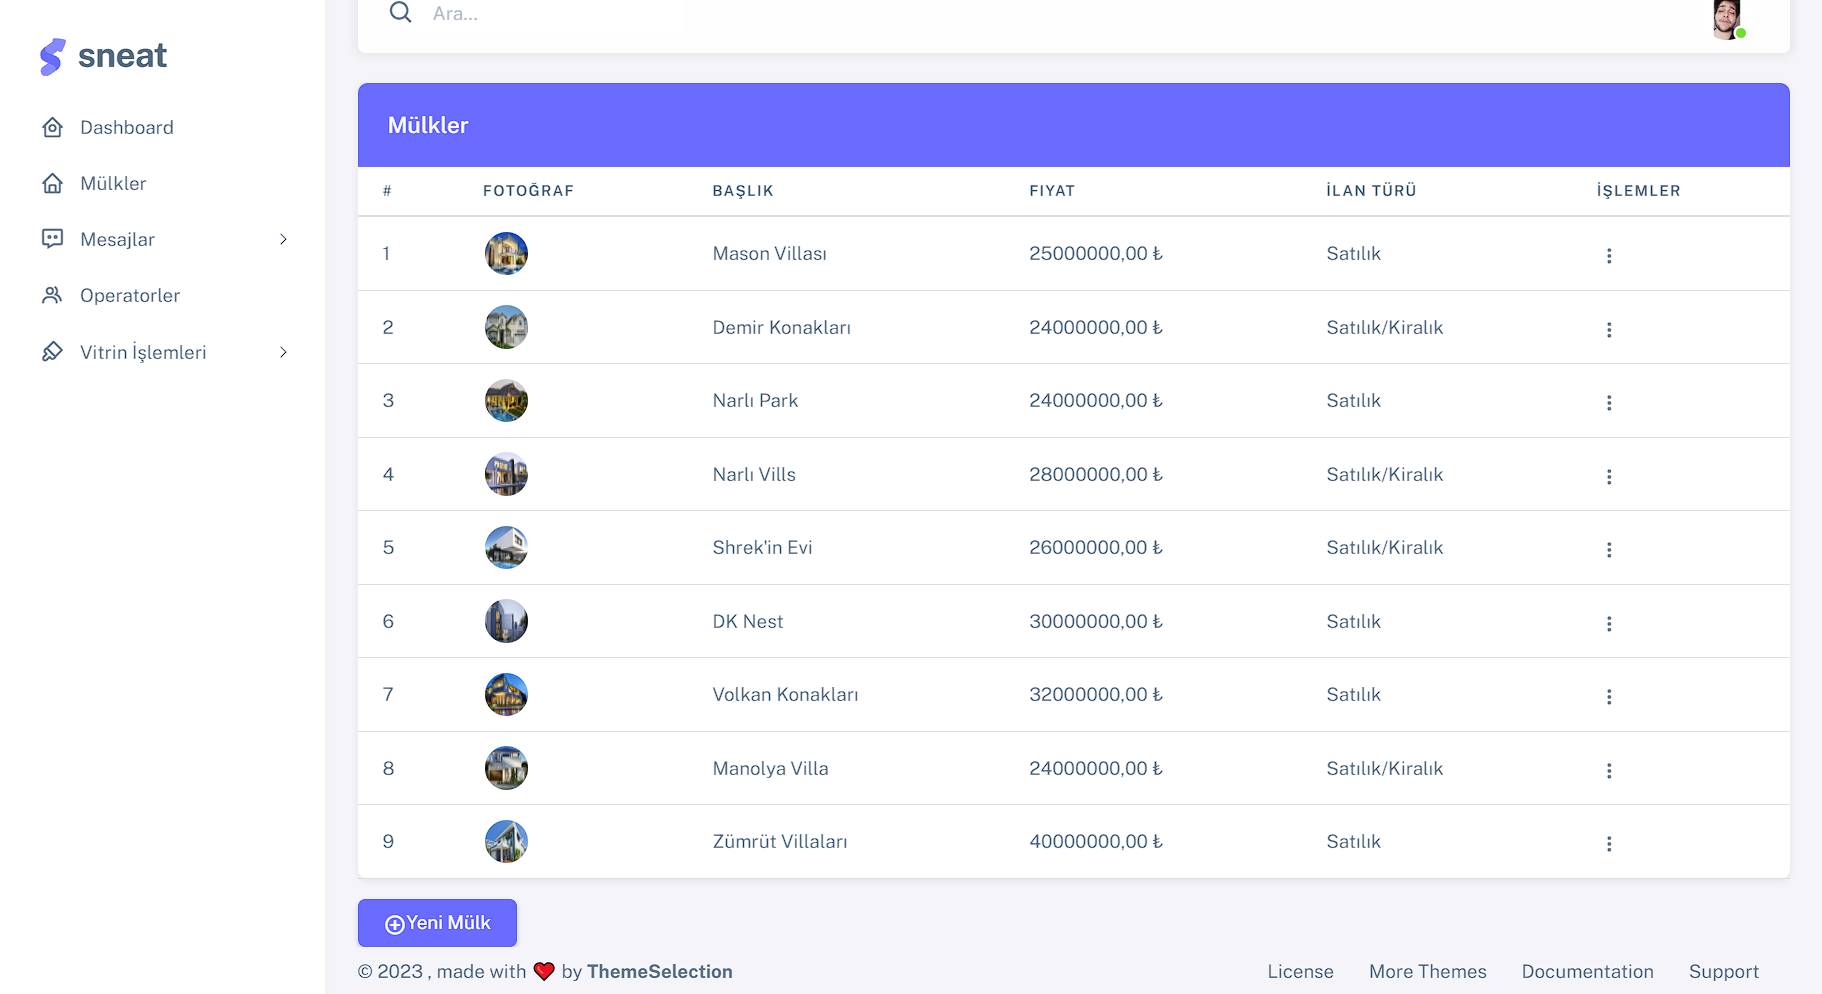 Ara...
sneat
Dashboard
Mülkler
Mesajlar
Operatorler
Vitrin İşlemleri
Mülkler
# FOTOĞRAF BAŞLIK FIYAT İLAN TÜRÜ İŞLEMLER
1 Mason Villası 25000000,00 ₺ Satılık
2 Demir Konakları 24000000,00 ₺ Satılık/Kiralık
3 Narlı Park 24000000,00 ₺ Satılık
4 Narlı Vills 28000000,00 ₺ Satılık/Kiralık
5 Shrek'in Evi 26000000,00 ₺ Satılık/Kiralık
6 DK Nest 30000000,00 ₺ Satılık
7 Volkan Konakları 32000000,00 ₺ Satılık
8 Manolya Villa 24000000,00 ₺ Satılık/Kiralık
9 Zümrüt Villaları 40000000,00 ₺ Satılık
Yeni Mülk
© 2023 , made with ❤️ by ThemeSelection License More Themes Documentation Support